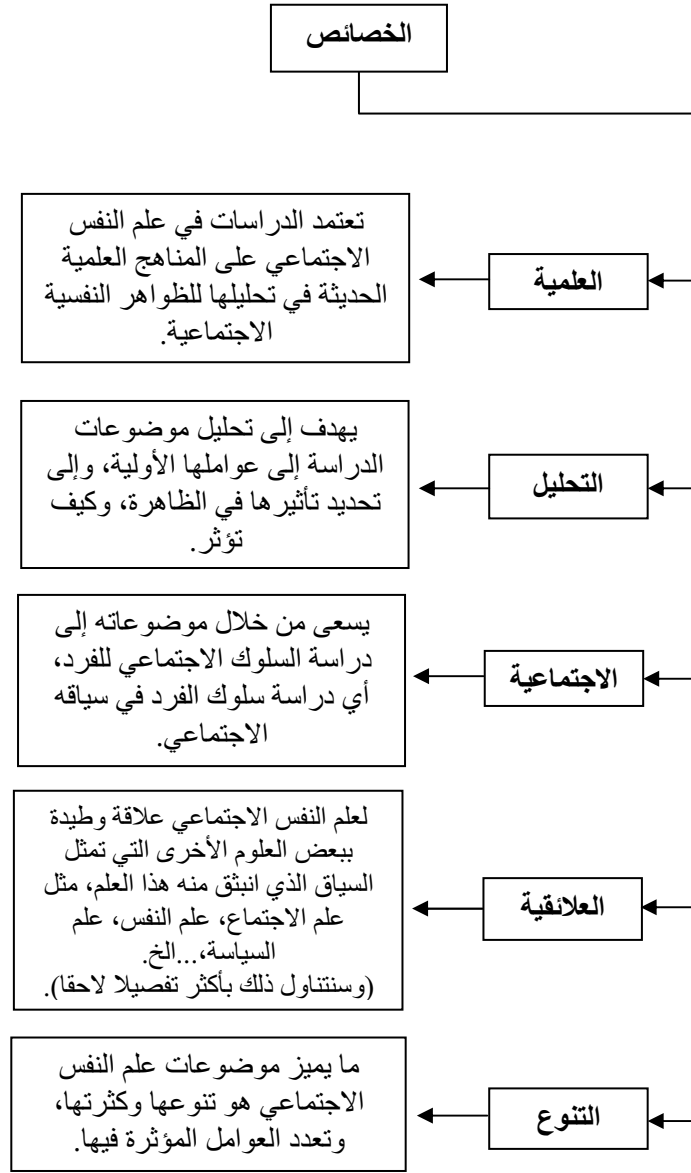 الخصائص
العلمية
تعتمد الدراسات في علم النفس
الاجتماعي على المناهج العلمية
الحديثة في تحليلها للظواهر النفسية
الاجتماعية.
التحليل
يهدف إلى تحليل موضوعات
الدراسة إلى عواملها الأولية، وإلى
تحديد تأثيرها في الظاهرة، وكيف
تؤثر.
الاجتماعية
يسعى من خلال موضوعاته إلى
دراسة السلوك الاجتماعي للفرد،
أي دراسة سلوك الفرد في سياقه
الاجتماعي.
العلائقية
لعلم النفس الاجتماعي علاقة وطيدة
ببعض العلوم الأخرى التي تمثل
السياق الذي انبثق منه هذا العلم، مثل
علم الاجتماع، علم النفس، علم
السياسة،...الخ.
(وسنتناول ذلك بأكثر تفصيلا لاحقا).
التنوع
ما يميز موضوعات علم النفس
الاجتماعي هو تنوعها وكثرتها،
وتعدد العوامل المؤثرة فيها.